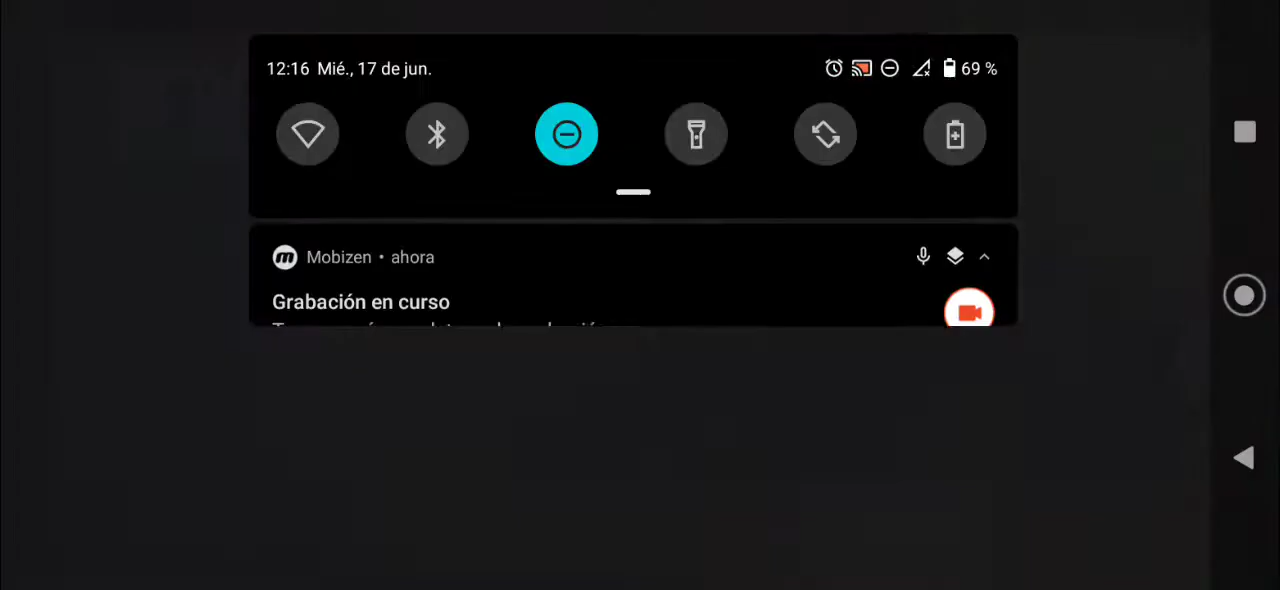 12:16 Mié., 17 de jun.
69 %
Mobizen • ahora
Grabación en curso